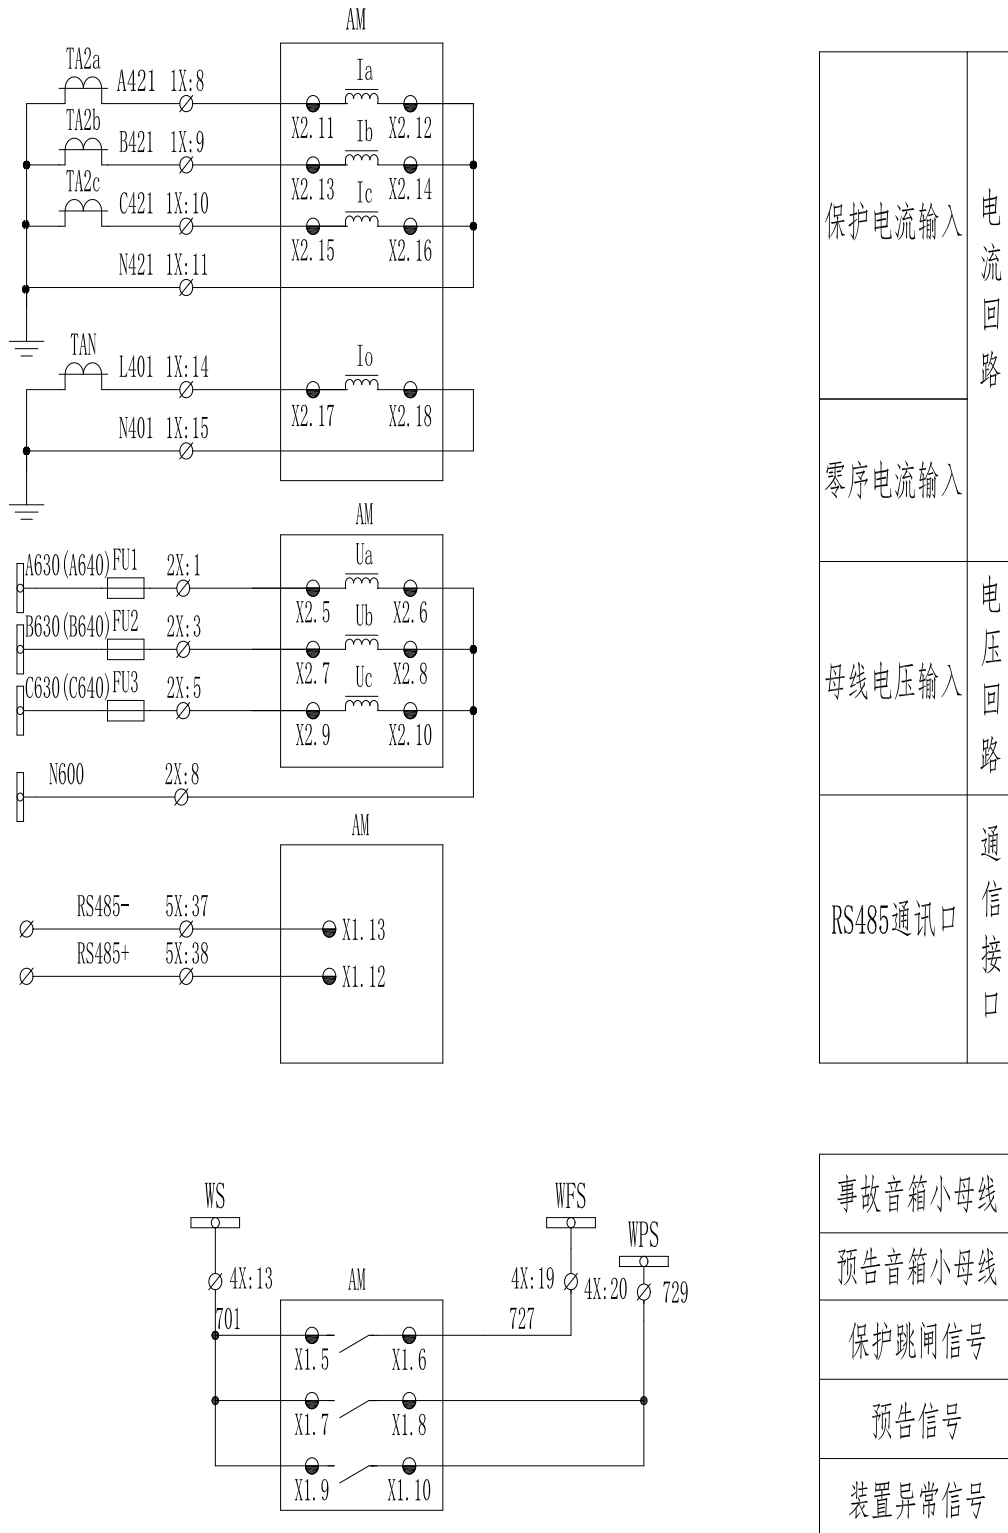 AM
TA2a A421 1X:8 Ia
X2.11 X2.12
TA2b B421 1X:9 Ib
X2.13 X2.14
TA2c C421 1X:10 Ic
X2.15 X2.16
N421 1X:11
TAN L401 1X:14 Io
X2.17 X2.18
N401 1X:15
保护电流输入
零序电流输入
电流回路
AM
A630(A640) FU1 2X:1 Ua
X2.5 X2.6
B630(B640) FU2 2X:3 Ub
X2.7 X2.8
C630(C640) FU3 2X:5 Uc
X2.9 X2.10
N600 2X:8
母线电压输入
电压回路
AM
RS485- 5X:37 X1.13
RS485+ 5X:38 X1.12
RS485通讯口
通信接口
WS WFS
WPS
4X:13 AM 4X:19 4X:20 729
701 727
X1.5 X1.6
X1.7 X1.8
X1.9 X1.10
事故音箱小母线
预告音箱小母线
保护跳闸信号
预告信号
装置异常信号